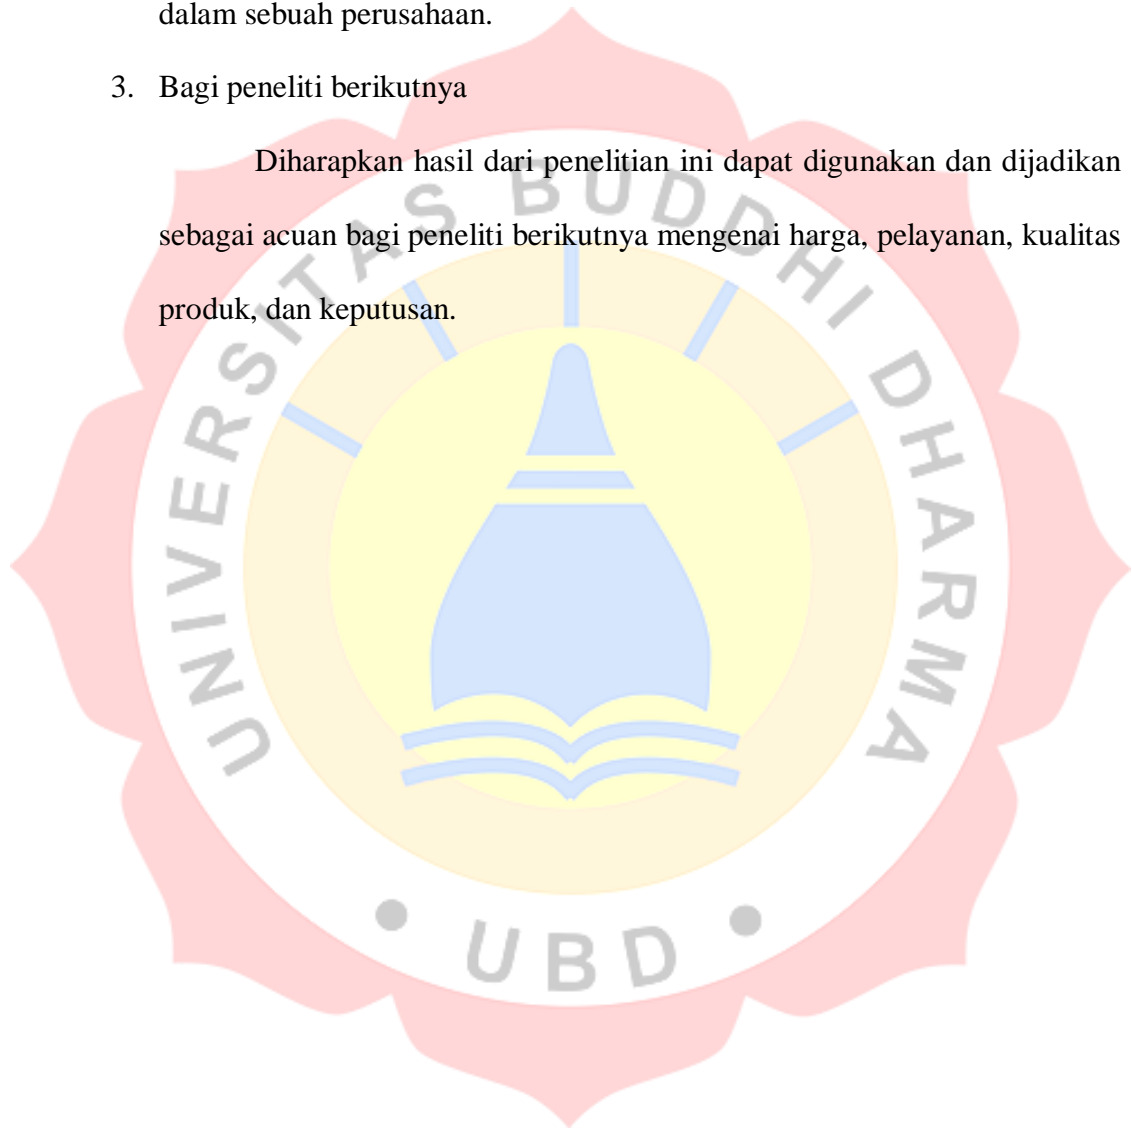 dalam sebuah perusahaan.
3. Bagi peneliti berikutnya
Diharapkan hasil dari penelitian ini dapat digunakan dan dijadikan
sebagai acuan bagi peneliti berikutnya mengenai harga, pelayanan, kualitas
produk, dan keputusan.
UNIVERSITAS BUDDHI DHARMA
• UBD •